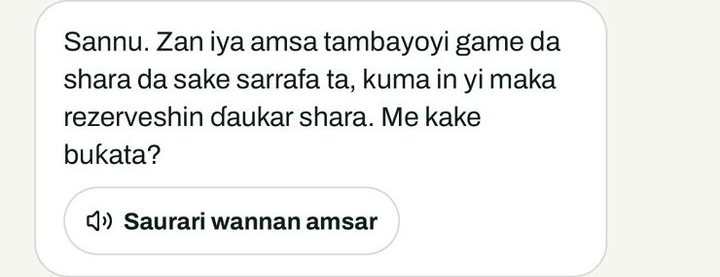 Sannu. Zan iya amsa tambayoyi game da
shara da sake sarrafa ta, kuma in yi maka
rezerveshin ɗaukar shara. Me kake
buƙata?
Saurari wannan amsar